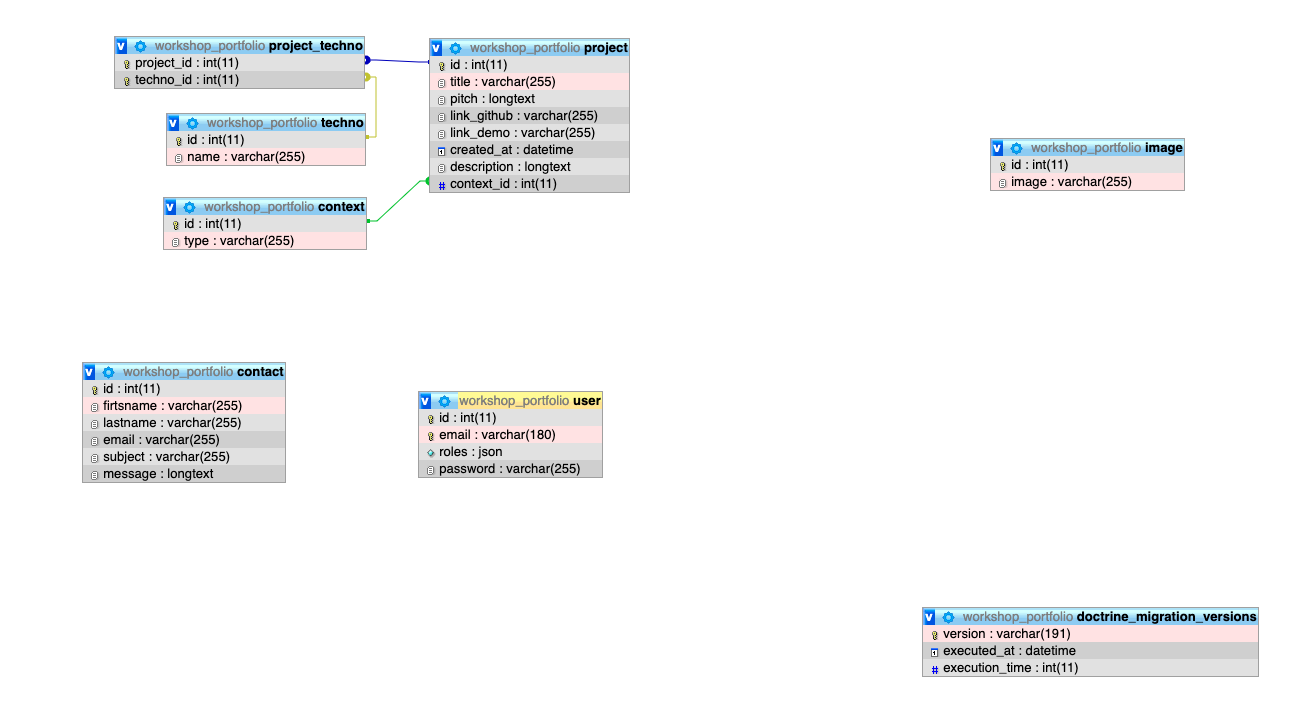 v workshop_portfolio project_techno
project_id : int(11)
techno_id : int(11)
v workshop_portfolio techno
id : int(11)
name : varchar(255)
v workshop_portfolio context
id : int(11)
type : varchar(255)
v workshop_portfolio project
id : int(11)
title : varchar(255)
pitch : longtext
link_github : varchar(255)
link_demo : varchar(255)
created_at : datetime
description : longtext
# context_id : int(11)
v workshop_portfolio image
id : int(11)
image : varchar(255)
v workshop_portfolio contact
id : int(11)
firtsname : varchar(255)
lastname : varchar(255)
email : varchar(255)
subject : varchar(255)
message : longtext
v workshop_portfolio user
id : int(11)
email : varchar(180)
roles : json
password : varchar(255)
v workshop_portfolio doctrine_migration_versions
version : varchar(191)
executed_at : datetime
# execution_time : int(11)